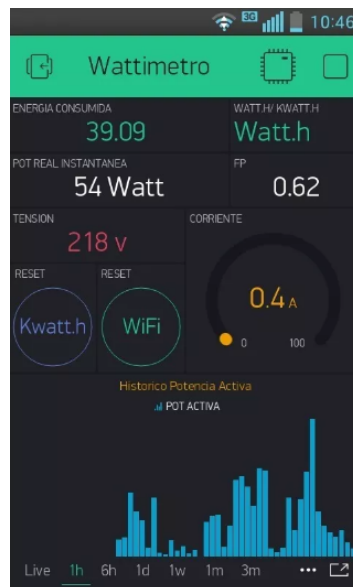 3G 10:46
Wattimetro
ENERGIA CONSUMIDA WATT.H/ KWATT.H
39.09 Watt.h
POT REAL INSTANTANEA FP
54 Watt 0.62
TENSION CORRIENTE
218 v
RESET RESET
0.4 A
Kwatt.h WiFi
0 100
Historico Potencia Activa
POT ACTIVA
Live 1h 6h 1d 1w 1m 3m ...